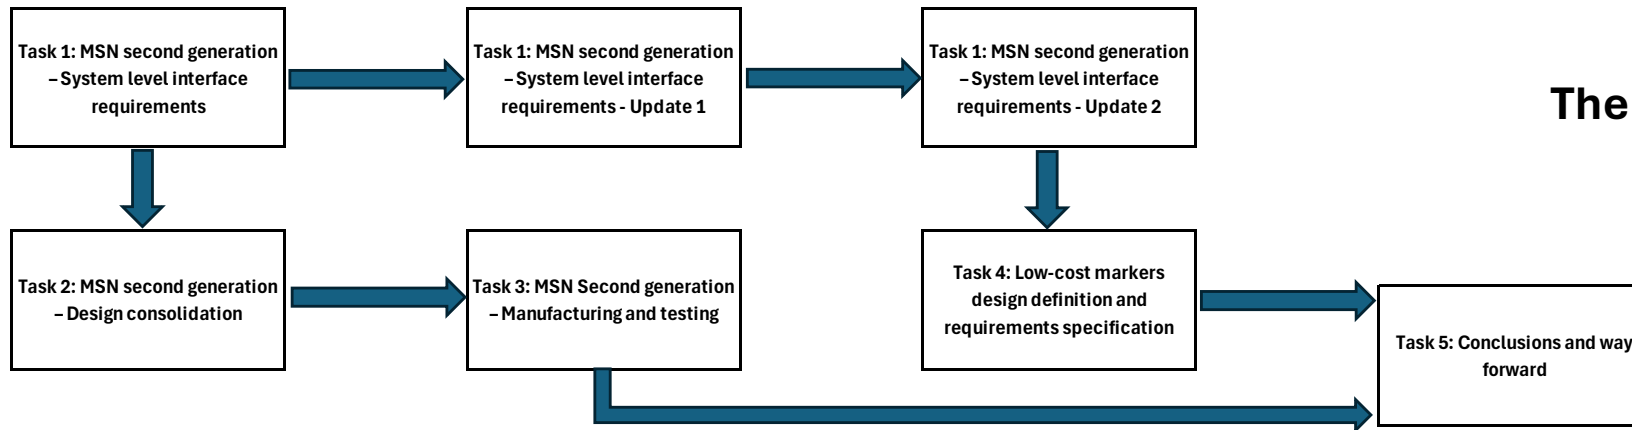 Task 1: MSN second generation
– System level interface
requirements
Task 1: MSN second generation
– System level interface
requirements - Update 1
Task 1: MSN second generation
– System level interface
requirements - Update 2
The
Task 2: MSN second generation
– Design consolidation
Task 3: MSN Second generation
– Manufacturing and testing
Task 4: Low-cost markers
design definition and
requirements specification
Task 5: Conclusions and way
forward